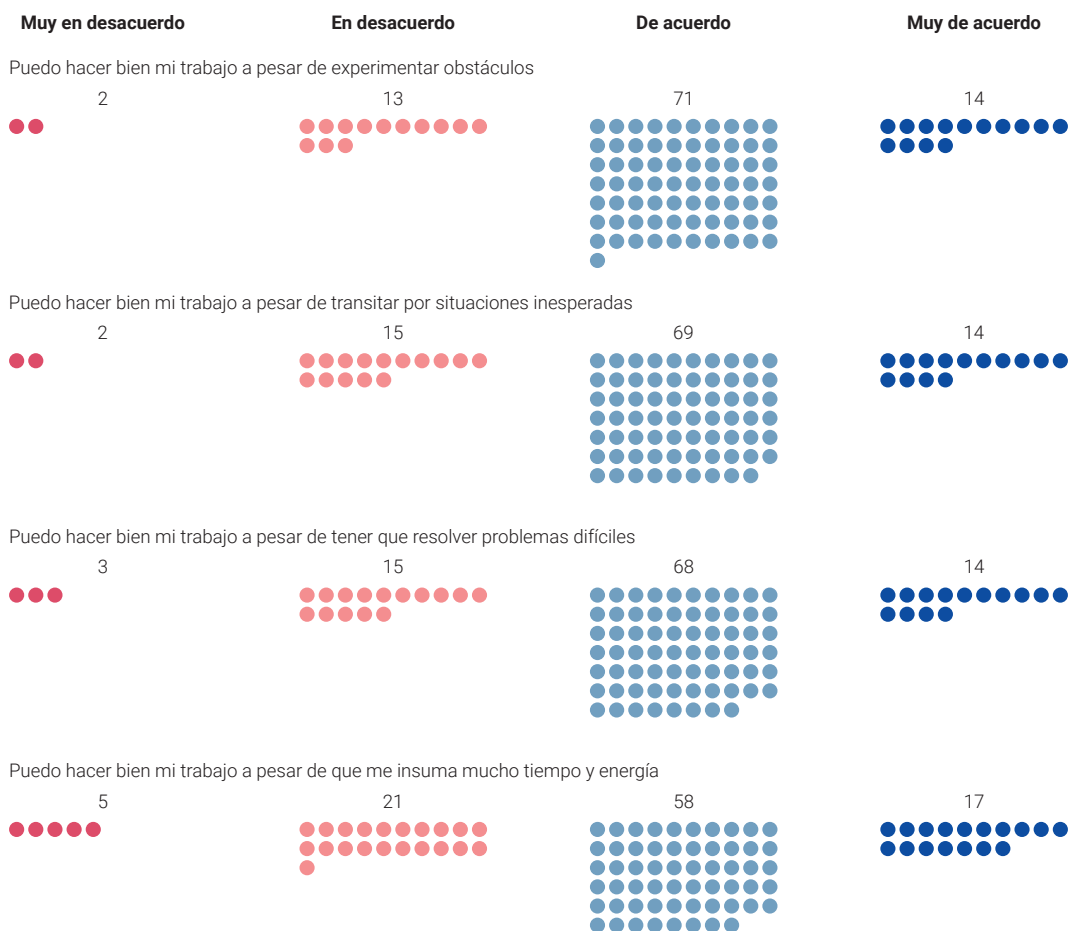 Muy en desacuerdo En desacuerdo De acuerdo Muy de acuerdo
Puedo hacer bien mi trabajo a pesar de experimentar obstáculos
2 13 71 14
Puedo hacer bien mi trabajo a pesar de transitar por situaciones inesperadas
2 15 69 14
Puedo hacer bien mi trabajo a pesar de tener que resolver problemas difíciles
3 15 68 14
Puedo hacer bien mi trabajo a pesar de que me insuma mucho tiempo y energía
5 21 58 17